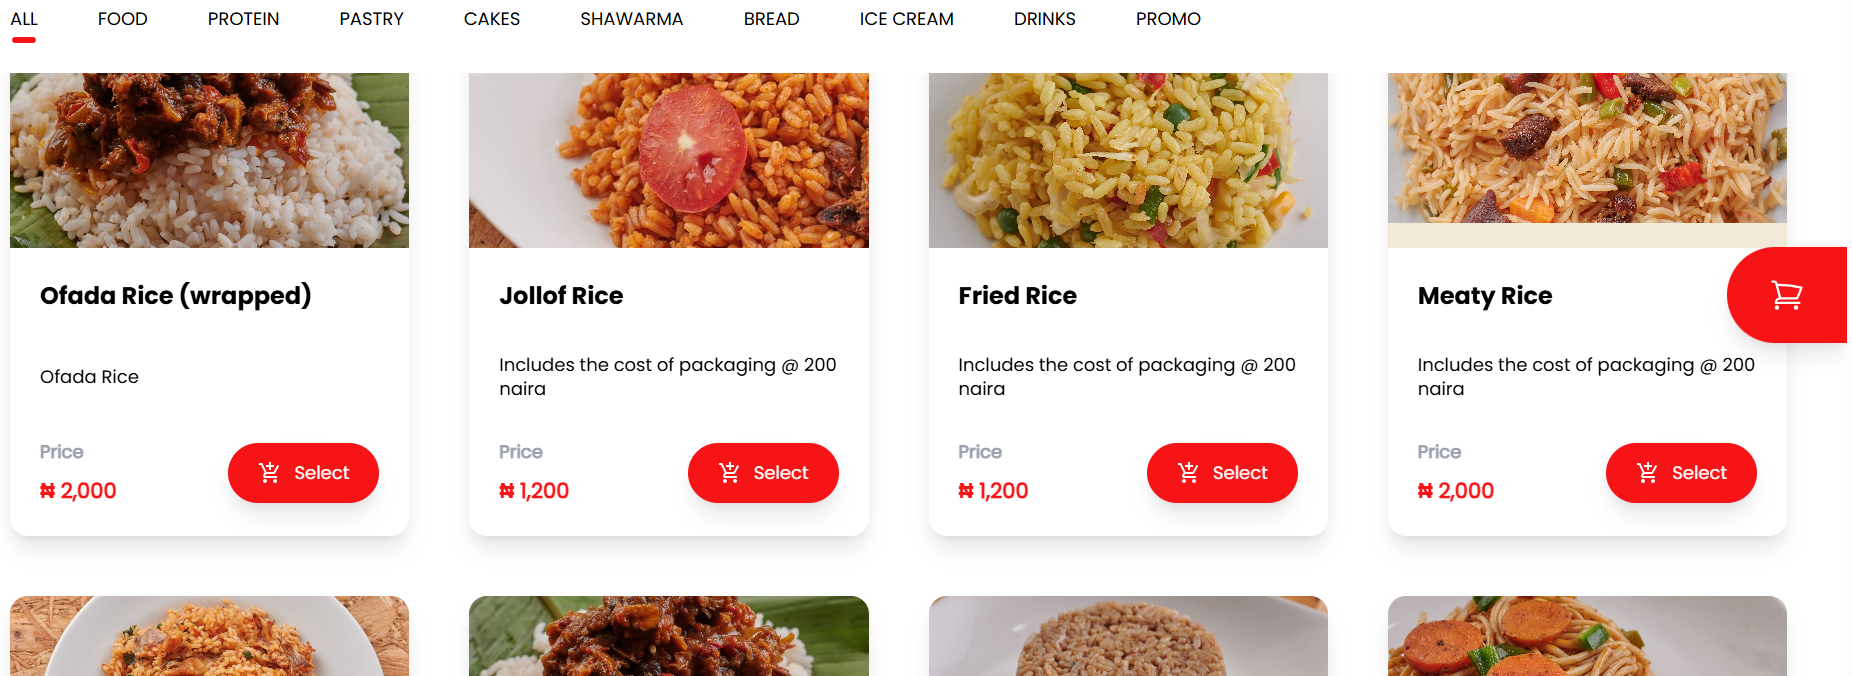 ALL FOOD PROTEIN PASTRY CAKES SHAWARMA BREAD ICE CREAM DRINKS PROMO
Ofada Rice (wrapped)
Ofada Rice
Price
₦ 2,000
Select
Jollof Rice
Includes the cost of packaging @ 200
naira
Price
₦ 1,200
Select
Fried Rice
Includes the cost of packaging @ 200
naira
Price
₦ 1,200
Select
Meaty Rice
Includes the cost of packaging @ 200
naira
Price
₦ 2,000
Select